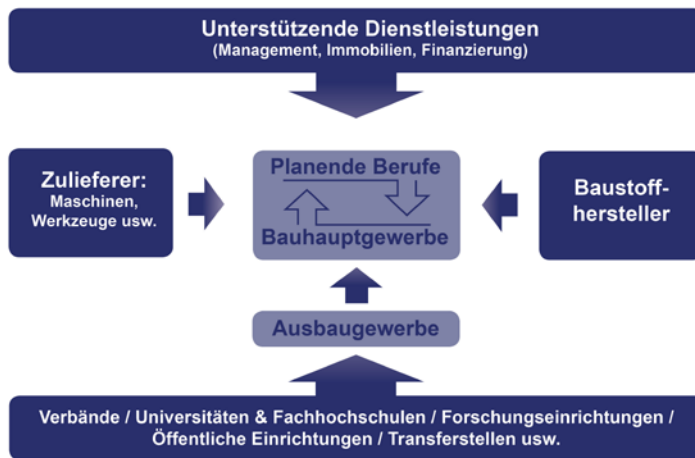 Unterstützende Dienstleistungen
(Management, Immobilien, Finanzierung)
Zulieferer:
Maschinen,
Werkzeuge usw.
Planende Berufe
Bauhauptgewerbe
Baustoff-
hersteller
Ausbaugewerbe
Verbände / Universitäten & Fachhochschulen / Forschungseinrichtungen /
Öffentliche Einrichtungen / Transferstellen usw.